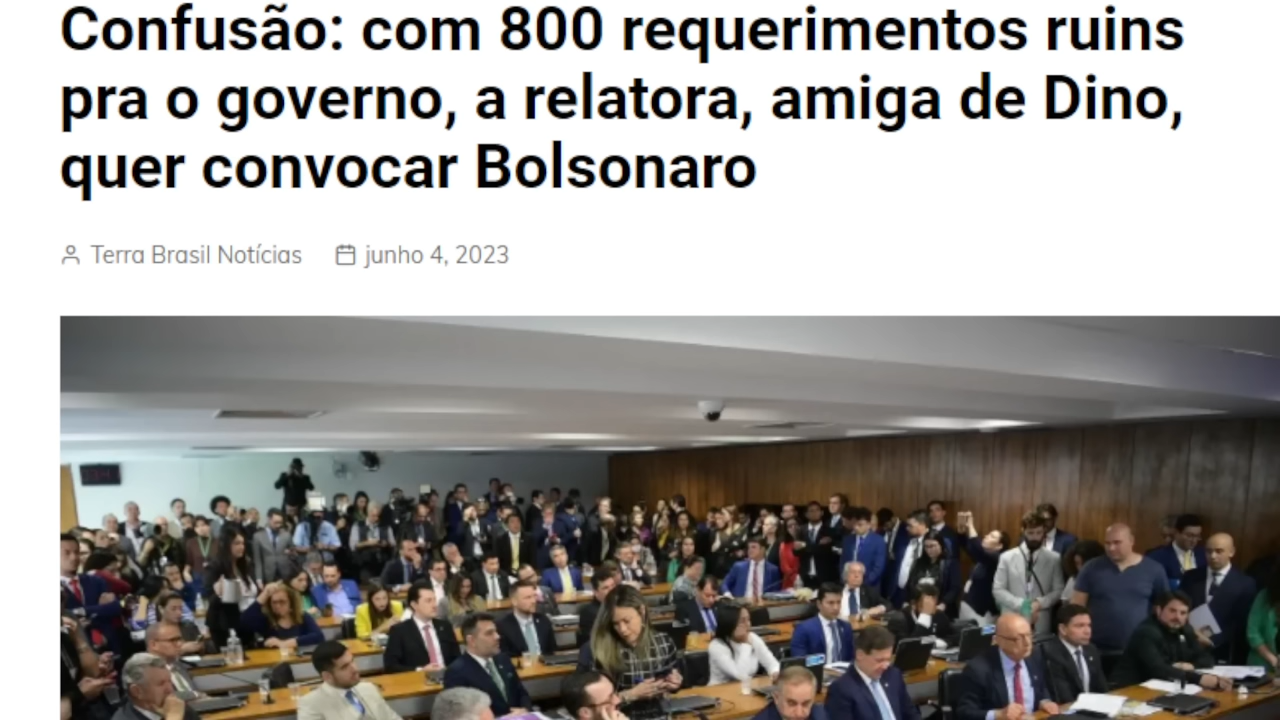 Confusão: com 800 requerimentos ruins
pra o governo, a relatora, amiga de Dino,
quer convocar Bolsonaro
Terra Brasil Notícias junho 4, 2023